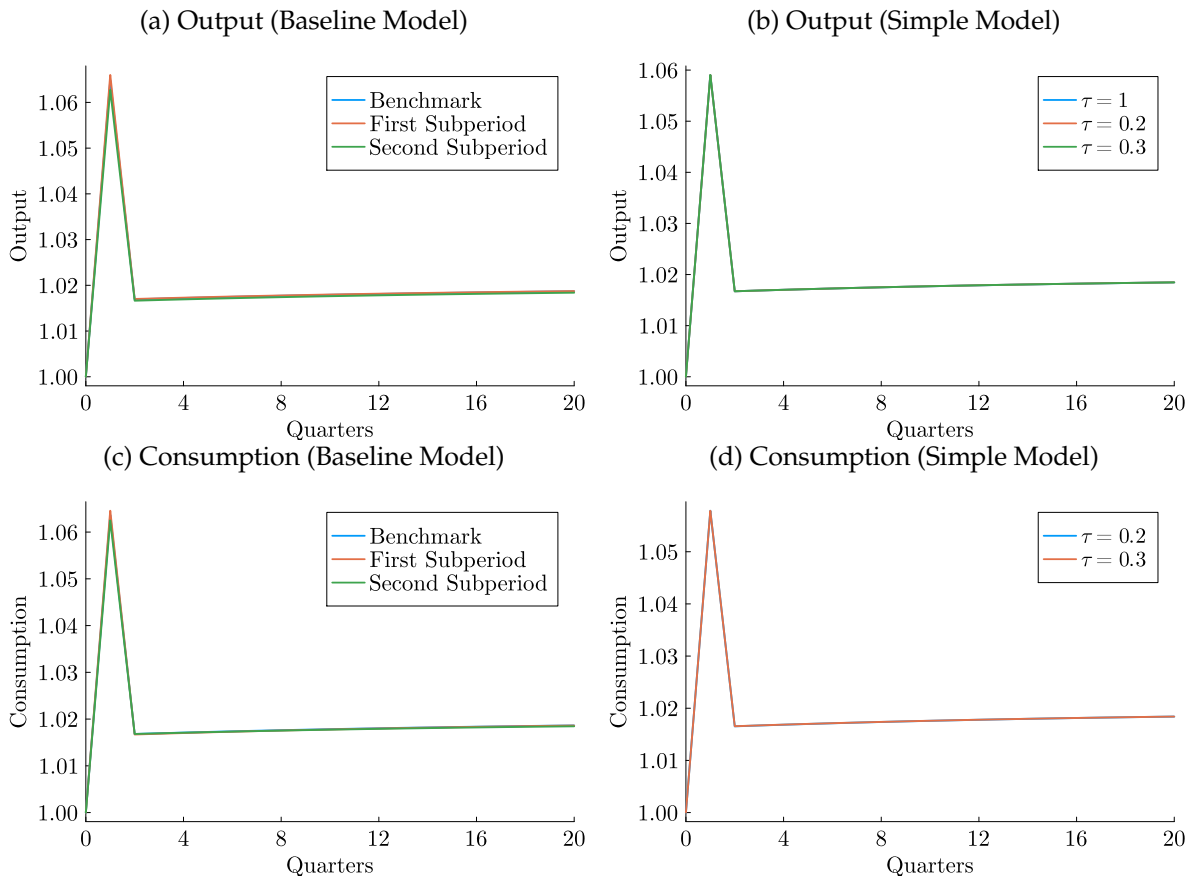 (a) Output (Baseline Model)
1.06
1.05
1.04
1.03
1.02
1.01
1.00
Output
Benchmark
First Subperiod
Second Subperiod
0 4 8 12 16 20
Quarters
(b) Output (Simple Model)
1.06
1.05
1.04
1.03
1.02
1.01
1.00
Output
τ = 1
τ = 0.2
τ = 0.3
0 4 8 12 16 20
Quarters
(c) Consumption (Baseline Model)
1.06
1.05
1.04
1.03
1.02
1.01
1.00
Consumption
Benchmark
First Subperiod
Second Subperiod
0 4 8 12 16 20
Quarters
(d) Consumption (Simple Model)
1.05
1.04
1.03
1.02
1.01
1.00
Consumption
τ = 0.2
τ = 0.3
0 4 8 12 16 20
Quarters